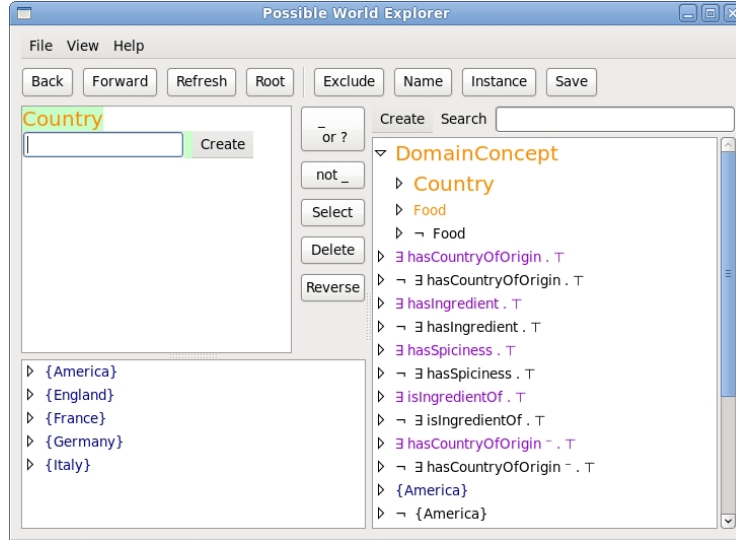 Possible World Explorer
File View Help
Back Forward Refresh Root Exclude Name Instance Save
Country
Create
_ or ?
not _
Select
Delete
Reverse
{America}
{England}
{France}
{Germany}
{Italy}
Create Search
DomainConcept
Country
Food
¬ Food
∃ hasCountryOfOrigin . ⊤
¬ ∃ hasCountryOfOrigin . ⊤
∃ hasIngredient . ⊤
¬ ∃ hasIngredient . ⊤
∃ hasSpiciness . ⊤
¬ ∃ hasSpiciness . ⊤
∃ isIngredientOf . ⊤
¬ ∃ isIngredientOf . ⊤
∃ hasCountryOfOrigin ⁻ . ⊤
¬ ∃ hasCountryOfOrigin ⁻ . ⊤
{America}
¬ {America}